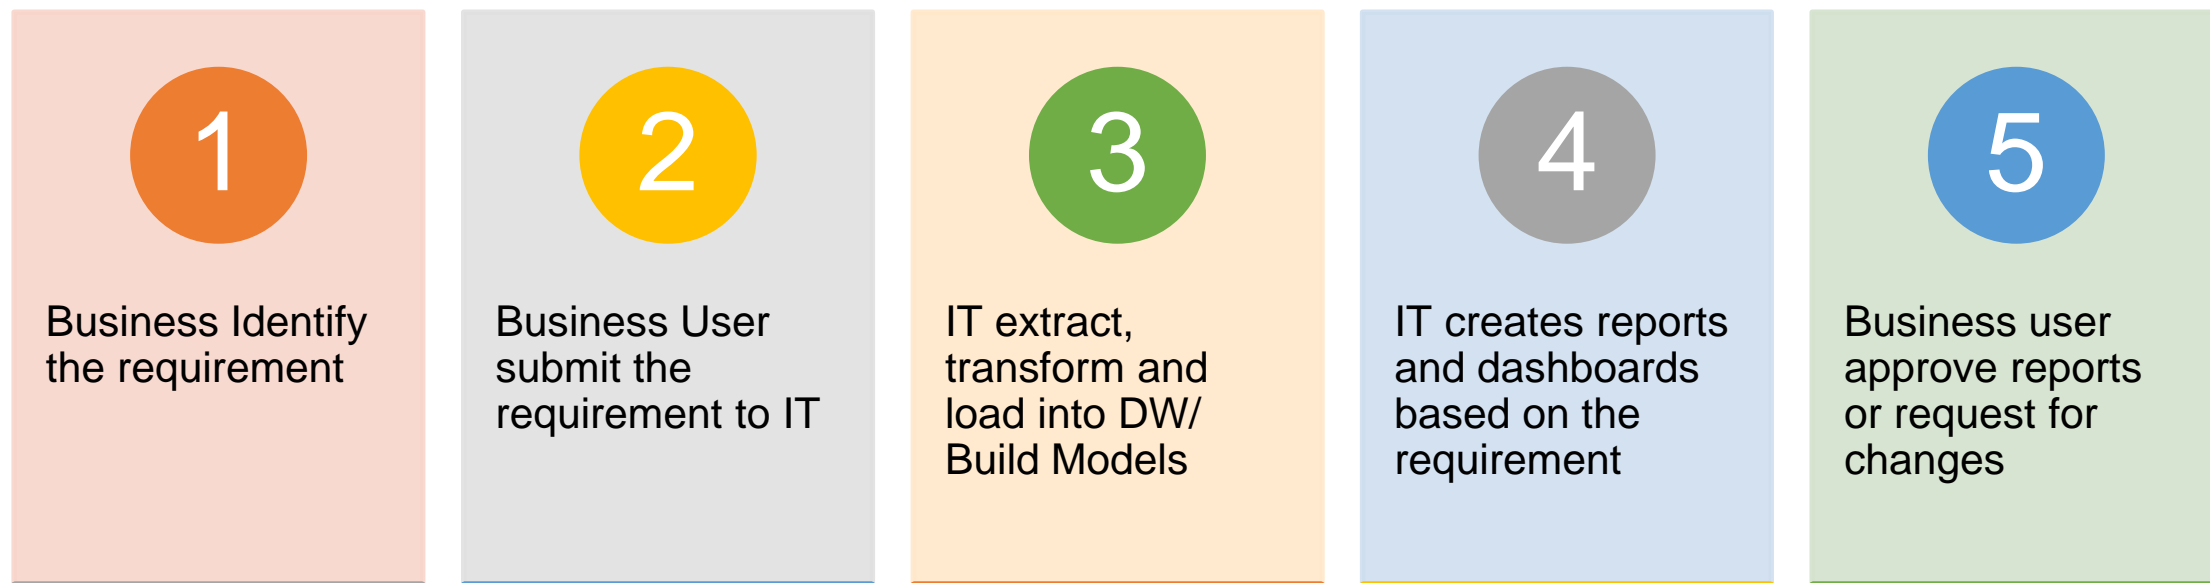 1
Business Identify
the requirement
2
Business User
submit the
requirement to IT
3
IT extract,
transform and
load into DW/
Build Models
4
IT creates reports
and dashboards
based on the
requirement
5
Business user
approve reports
or request for
changes